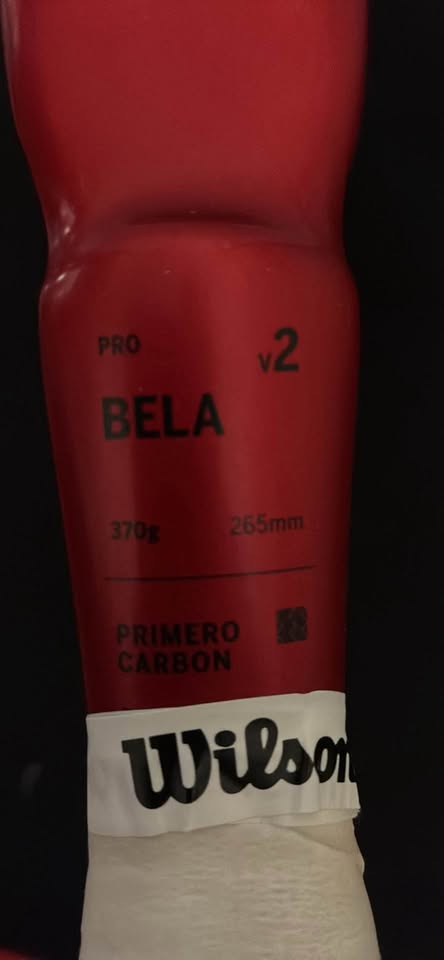 PRO
v2
BELA
370g 265mm
PRIMERO
CARBON
Wilson